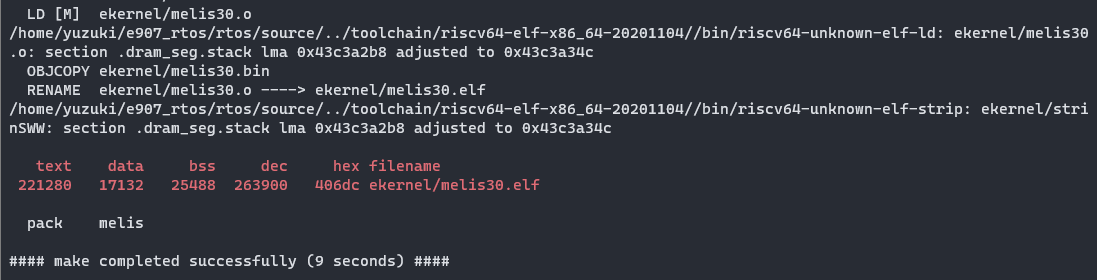 LD [M]  ekernel/melis30.o
/home/yuzuki/e907_rtos/rtos/source/../toolchain/riscv64-elf-x86_64-20201104//bin/riscv64-unknown-elf-ld: ekernel/melis30
.o: section .dram_seg.stack lma 0x43c3a2b8 adjusted to 0x43c3a34c
OBJCOPY ekernel/melis30.bin
RENAME  ekernel/melis30.o ----> ekernel/melis30.elf
/home/yuzuki/e907_rtos/rtos/source/../toolchain/riscv64-elf-x86_64-20201104//bin/riscv64-unknown-elf-strip: ekernel/stri
nSWW: section .dram_seg.stack lma 0x43c3a2b8 adjusted to 0x43c3a34c
text    data     bss     dec     hex filename
221280   17132   25488  263900   406dc ekernel/melis30.elf
pack    melis
#### make completed successfully (9 seconds) ####